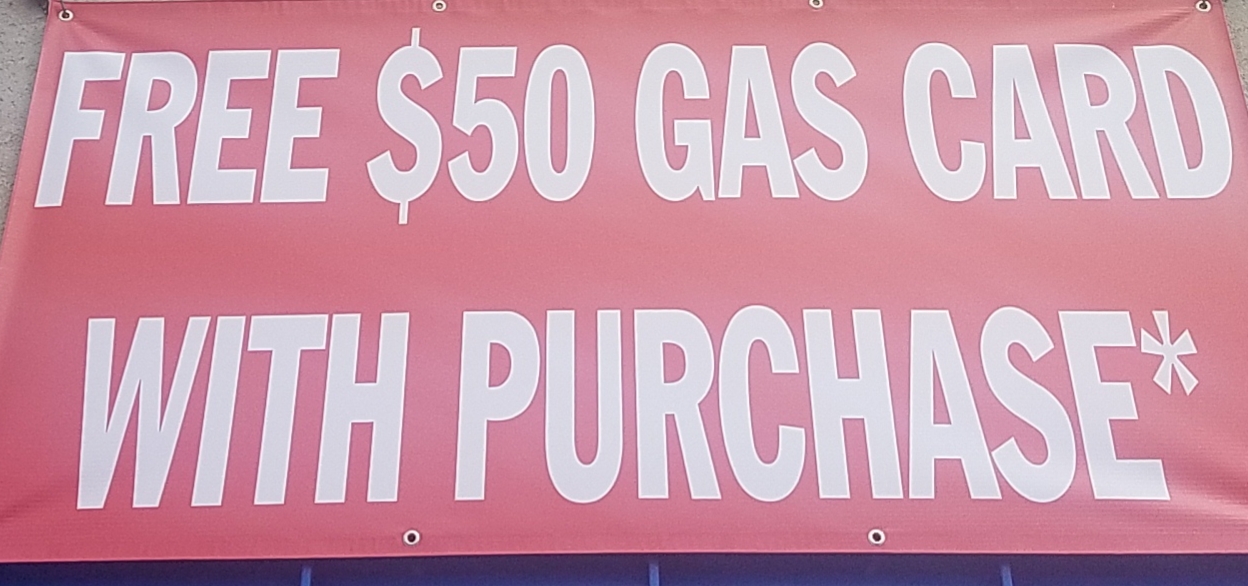 FREE $50 GAS CARD
WITH PURCHASE*